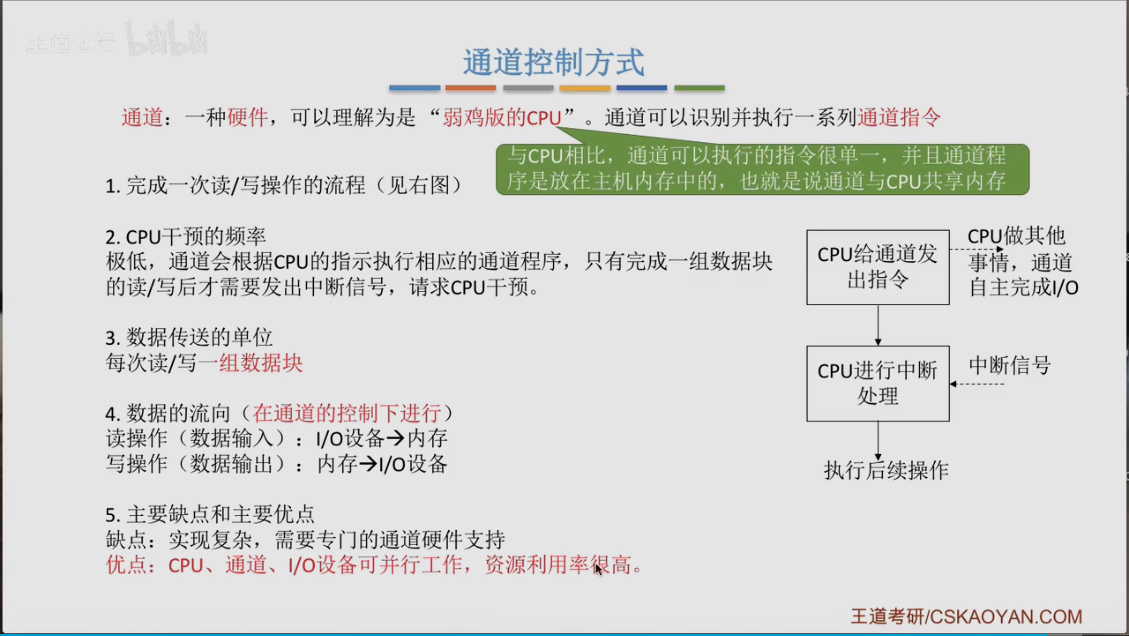 王道论坛 bilibili
通道控制方式
通道：一种硬件，可以理解为是“弱鸡版的CPU”。通道可以识别并执行一系列通道指令
与CPU相比，通道可以执行的指令很单一，并且通道程
序是放在主机内存中的，也就是说通道与CPU共享内存
1. 完成一次读/写操作的流程（见右图）
2. CPU干预的频率
极低，通道会根据CPU的指示执行相应的通道程序，只有完成一组数据块
的读/写后才需要发出中断信号，请求CPU干预。
3. 数据传送的单位
每次读/写一组数据块
4. 数据的流向（在通道的控制下进行）
读操作（数据输入）：I/O设备→内存
写操作（数据输出）：内存→I/O设备
5. 主要缺点和主要优点
缺点：实现复杂，需要专门的通道硬件支持
优点：CPU、通道、I/O设备可并行工作，资源利用率很高。
CPU给通道发
出指令
CPU做其他
事情，通道
自主完成I/O
CPU进行中断
处理
中断信号
执行后续操作
王道考研/CSKAOYAN.COM